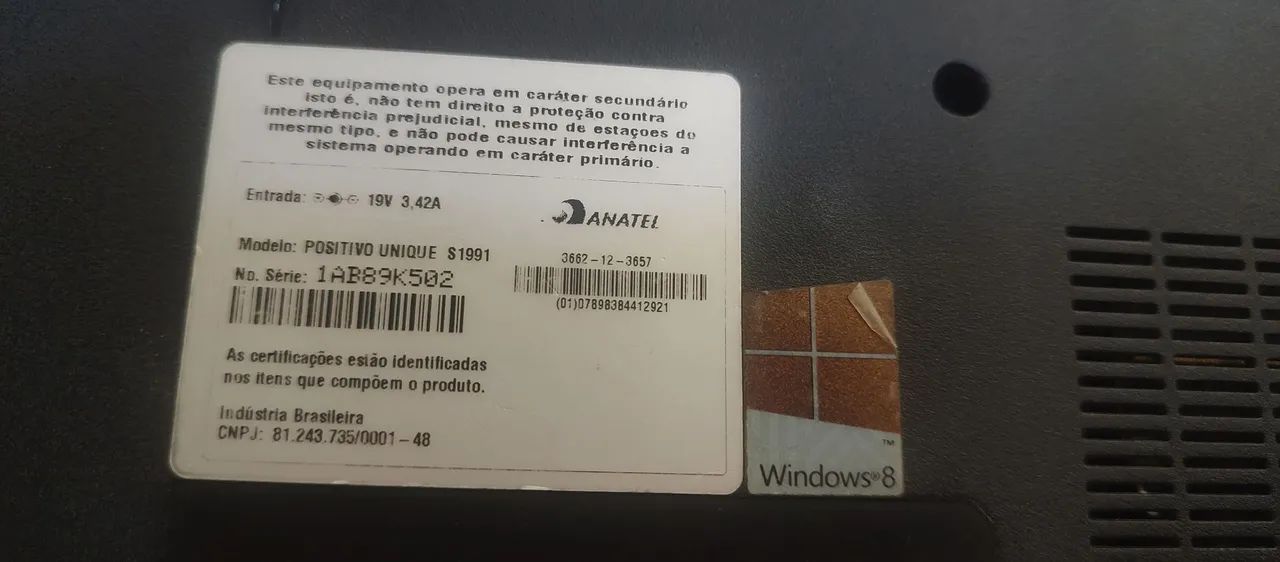 Este equipamento opera em caráter secundário
isto é, não tem direito a proteção contra
interferência prejudicial, mesmo de estações do
mesmo tipo, e não pode causar interferência a
sistema operando em caráter primário.
Entrada: 19V 3,42A
ANATEL
Modelo: POSITIVO UNIQUE S1991
3662-12-3657
No. Série: 1AB89K502
(01)07898384412921
As certificações estão identificadas
nos itens que compõem o produto.
Indústria Brasileira
CNPJ: 81.243.735/0001-48
TM
Windows®8